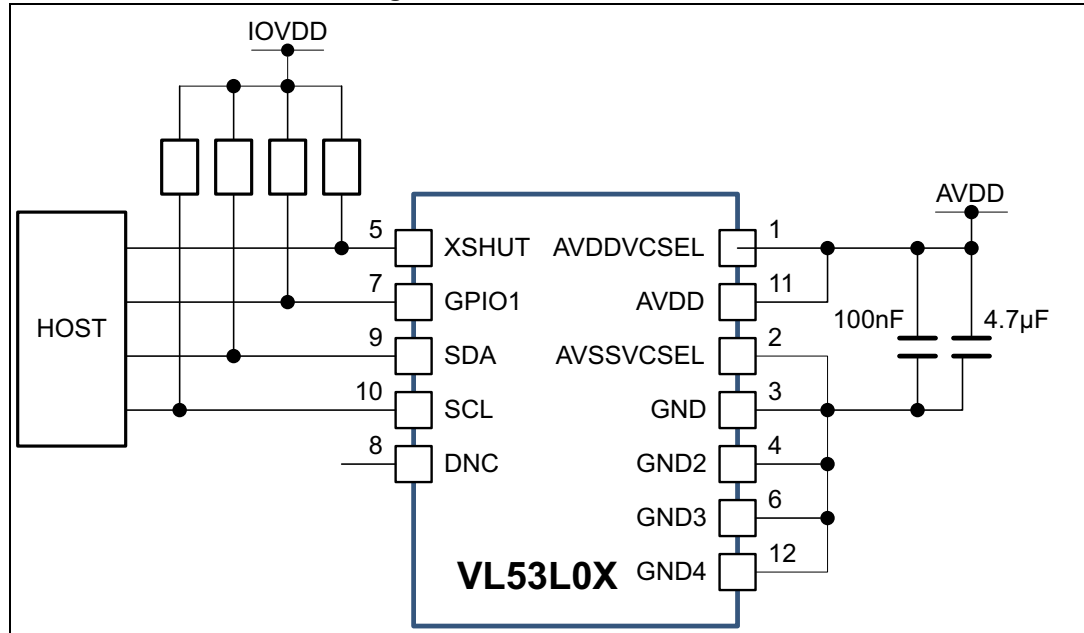 IOVDD
AVDD
HOST
5
XSHUT
AVDDVCSEL
1
7
GPIO1
AVDD
11
100nF
4.7µF
9
SDA
AVSSVCSEL
2
10
SCL
GND
3
8
DNC
GND2
4
GND3
6
VL53L0X
GND4
12